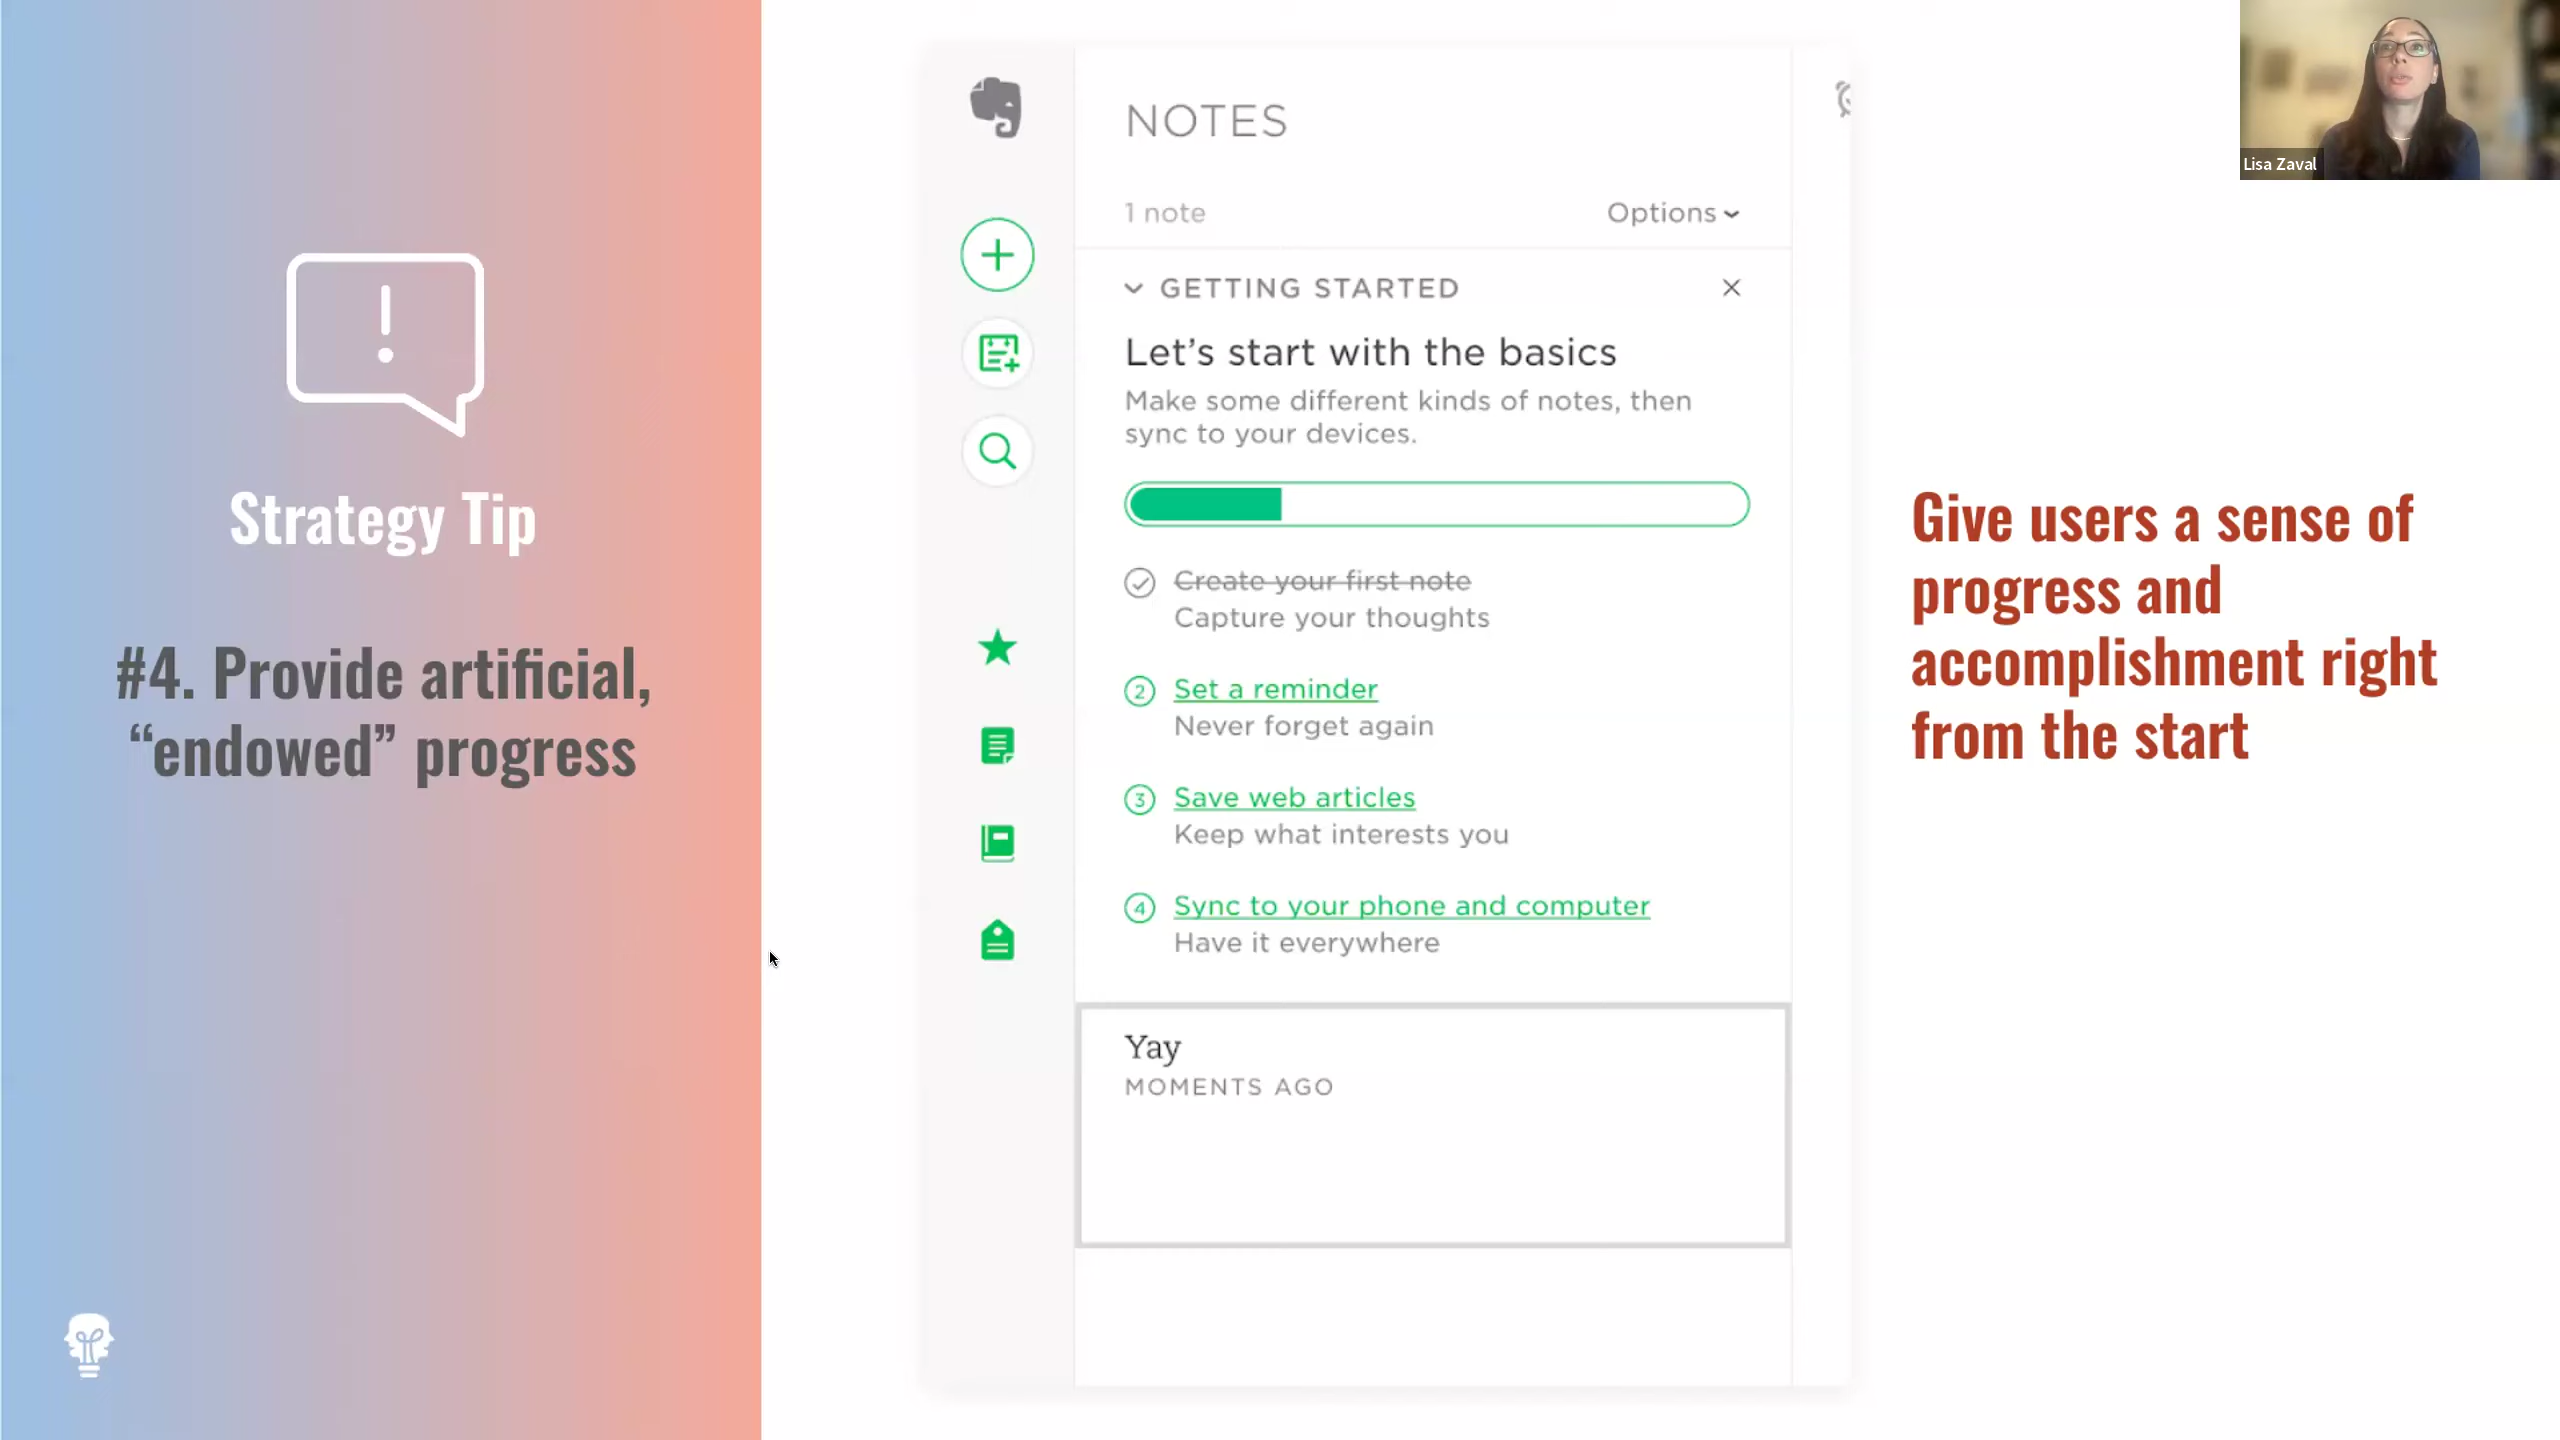 Strategy Tip
#4. Provide artificial,
“endowed” progress
NOTES
1 note
Options
GETTING STARTED
Let’s start with the basics
Make some different kinds of notes, then
sync to your devices.
Create your first note
Capture your thoughts
2 Set a reminder
Never forget again
3 Save web articles
Keep what interests you
4 Sync to your phone and computer
Have it everywhere
Yay
MOMENTS AGO
Give users a sense of
progress and
accomplishment right
from the start
Lisa Zaval